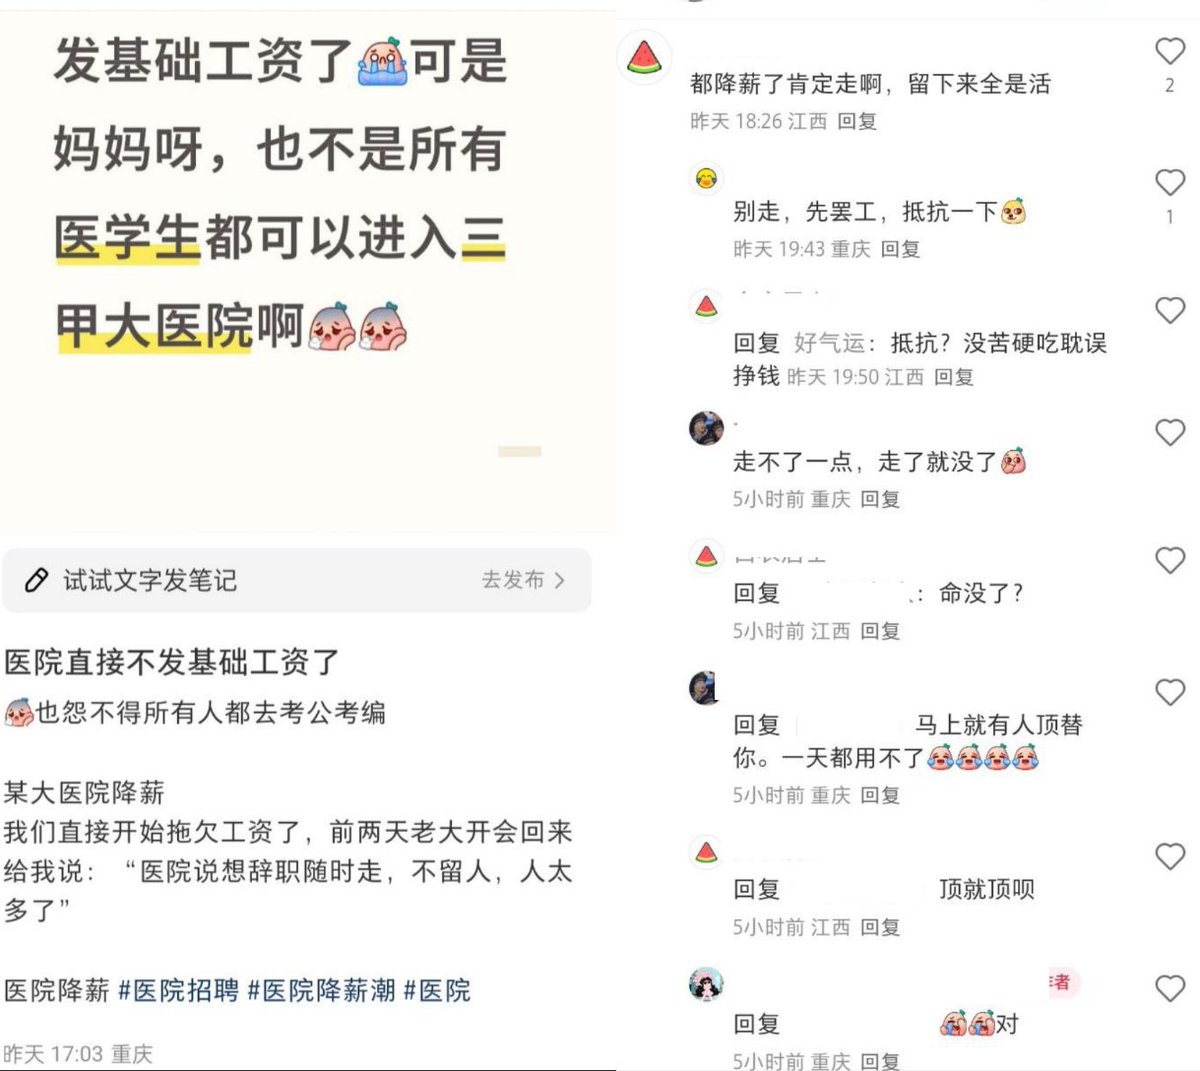 发基础工资了可是
妈妈呀，也不是所有
医学生都可以进入三
甲大医院啊
试试文字发笔记
去发布
医院直接不发基础工资了
也怨不得所有人都去考公考编
某大医院降薪
我们直接开始拖欠工资了，前两天老大开会回来
给我说：“医院说想辞职随时走，不留人，人太
多了”
医院降薪 #医院招聘 #医院降薪潮 #医院
昨天 17:03 重庆
都降薪了肯定走啊，留下来全是活
2
昨天 18:26 江西 回复
别走，先罢工，抵抗一下
1
昨天 19:43 重庆 回复
回复 好气运：抵抗？没苦硬吃耽误
挣钱 昨天 19:50 江西 回复
走不了一点，走了就没了
5小时前 重庆 回复
回复 ：命没了？
5小时前 江西 回复
回复 马上就有人顶替
你。一天都用不了
5小时前 重庆 回复
回复 顶就顶呗
5小时前 江西 回复
者
回复 对
5小时前 重庆 回复